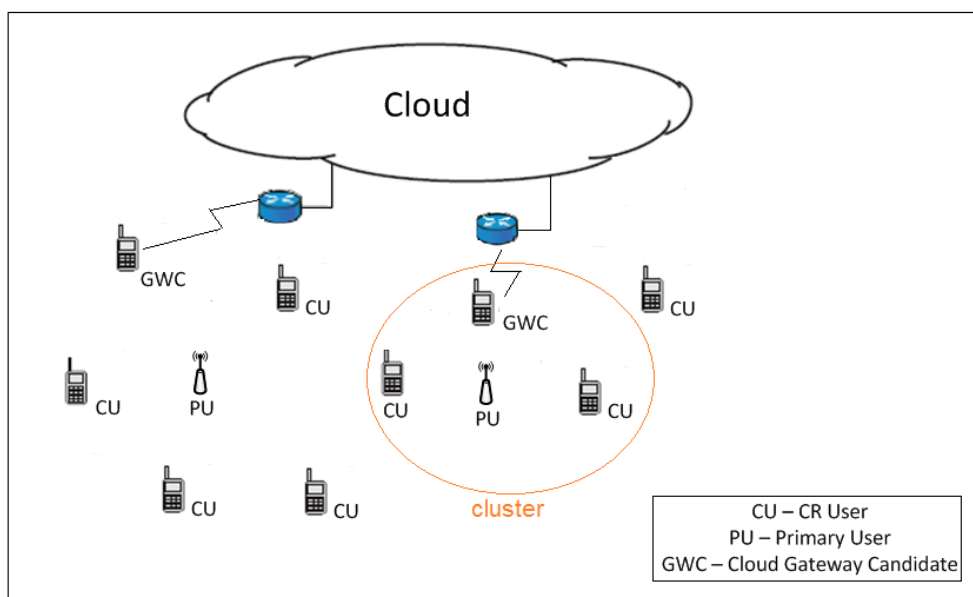 Cloud
GWC
CU
GWC
CU
CU
PU
CU
PU
CU
CU
CU
cluster
CU – CR User
PU – Primary User
GWC – Cloud Gateway Candidate